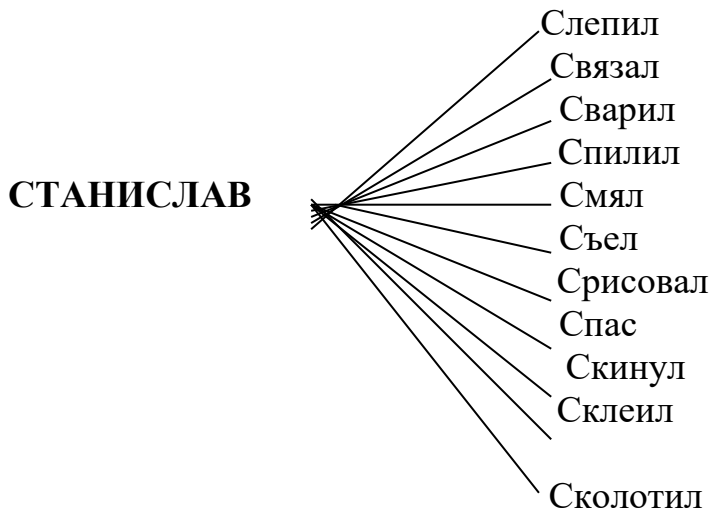 Слепил
Связал
Сварил
Спилил
СТАНИСЛАВ
Смял
Съел
Срисовал
Спас
Скинул
Склеил
Сколотил